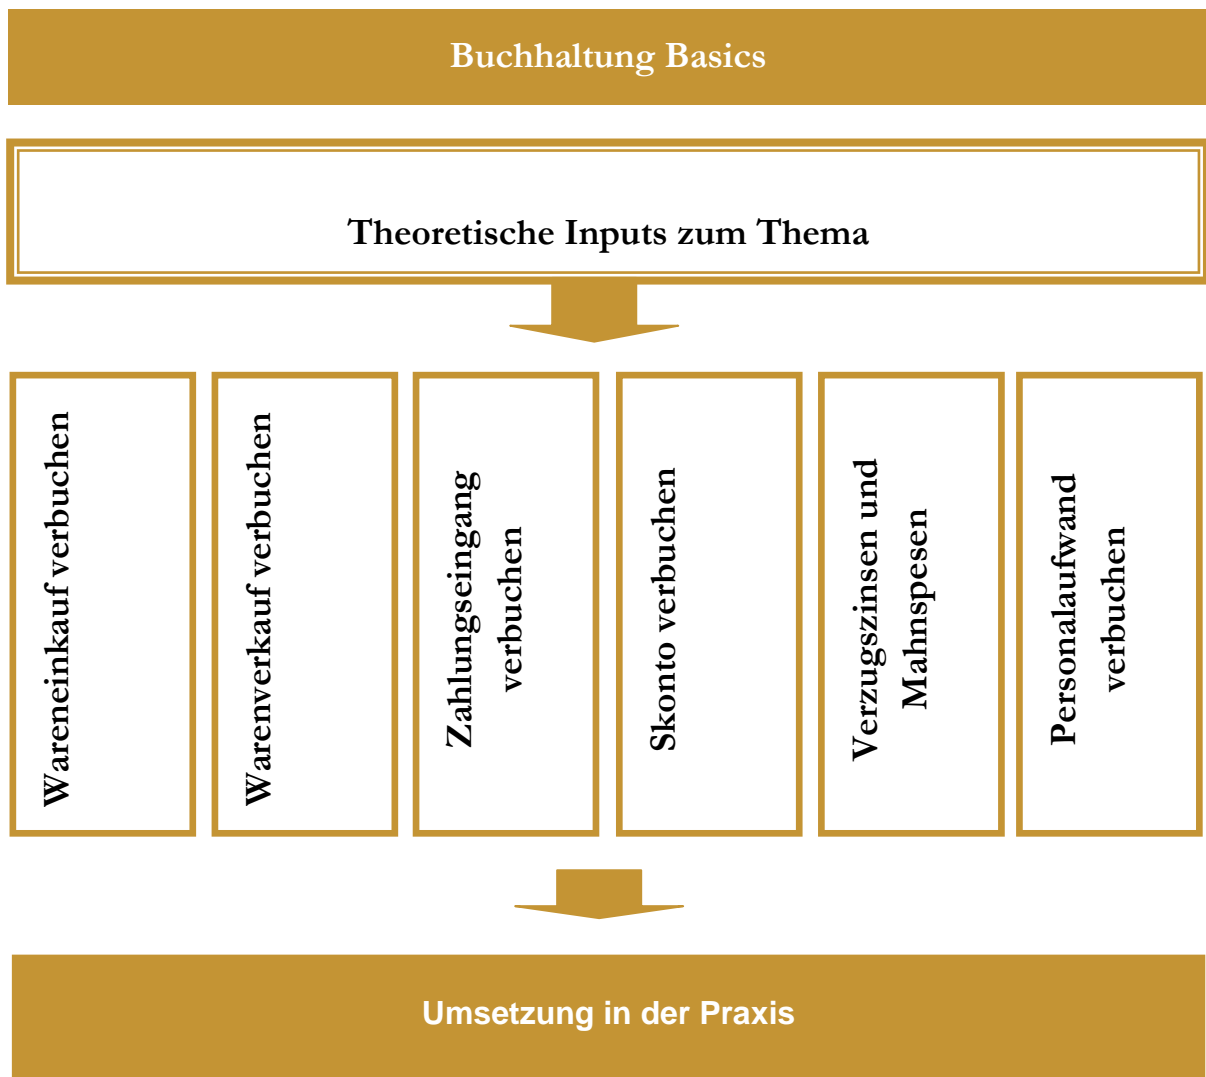 Buchhaltung Basics
Theoretische Inputs zum Thema
Wareneinkauf verbuchen
Warenverkauf verbuchen
Zahlungseingang
verbuchen
Skonto verbuchen
Verzugszinsen und
Mahnspesen
Personalaufwand
verbuchen
Umsetzung in der Praxis